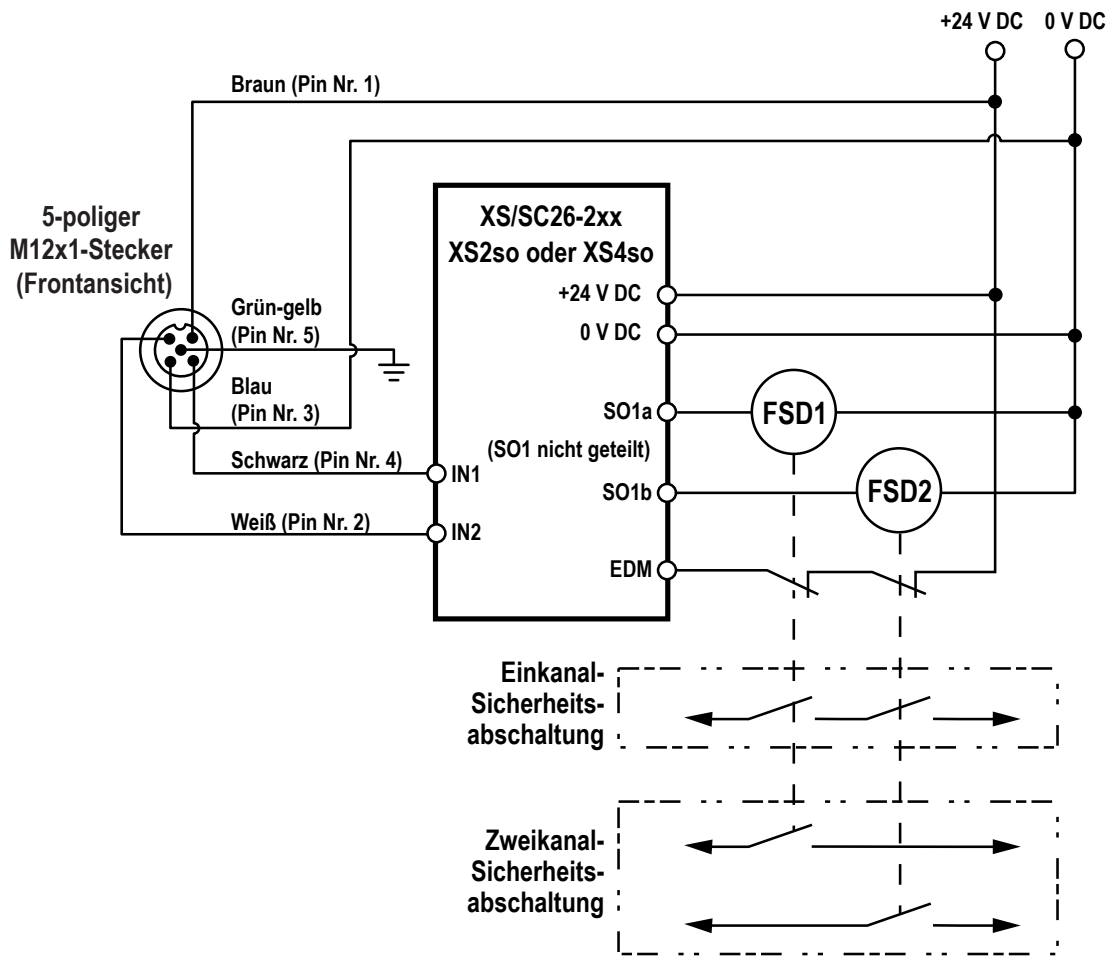 +24 V DC
0 V DC
Braun (Pin Nr. 1)
5-poliger
M12x1-Stecker
(Frontansicht)
Grün-gelb
(Pin Nr. 5)
Blau
(Pin Nr. 3)
Schwarz (Pin Nr. 4)
Weiß (Pin Nr. 2)
XS/SC26-2xx
XS2so oder XS4so
+24 V DC
0 V DC
SO1a
(SO1 nicht geteilt)
SO1b
IN1
IN2
EDM
FSD1
FSD2
Einkanal-
Sicherheits-
abschaltung
Zweikanal-
Sicherheits-
abschaltung